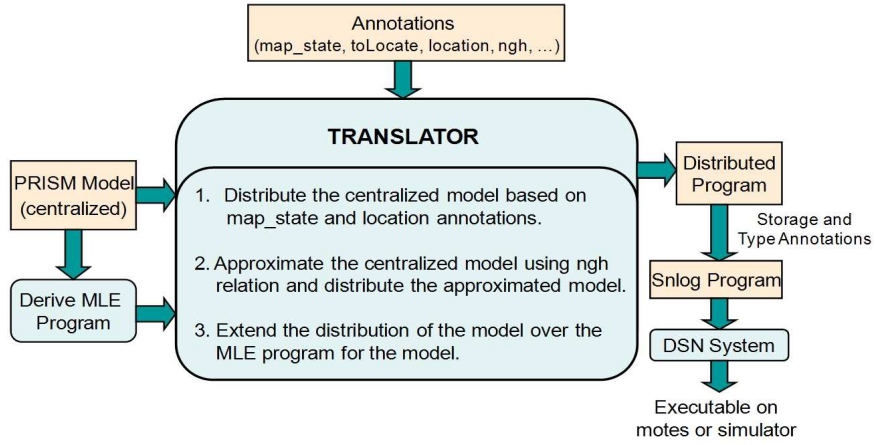 Annotations
(map_state, toLocate, location, ngh, …)
TRANSLATOR
PRISM Model
(centralized)
Derive MLE
Program
1. Distribute the centralized model based on
map_state and location annotations.
2. Approximate the centralized model using ngh
relation and distribute the approximated model.
3. Extend the distribution of the model over the
MLE program for the model.
Distributed
Program
Storage and
Type Annotations
Snlog Program
DSN System
Executable on
motes or simulator